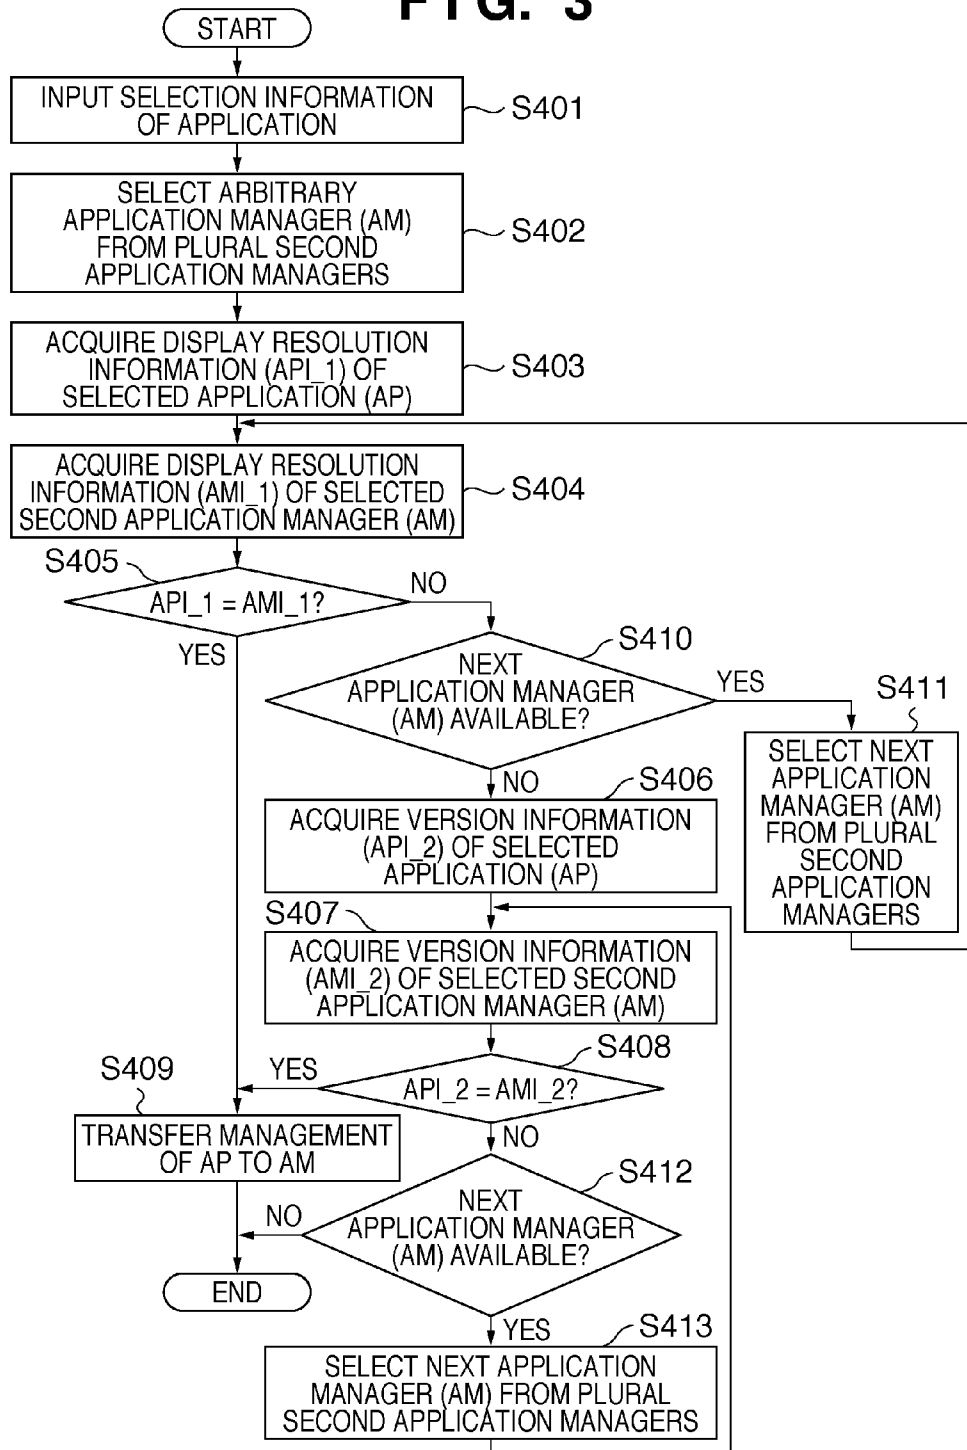 FIG. 3
START
INPUT SELECTION INFORMATION
OF APPLICATION
S401
SELECT ARBITRARY
APPLICATION MANAGER (AM)
FROM PLURAL SECOND
APPLICATION MANAGERS
S402
ACQUIRE DISPLAY RESOLUTION
INFORMATION (API_1) OF
SELECTED APPLICATION (AP)
S403
ACQUIRE DISPLAY RESOLUTION
INFORMATION (AMI_1) OF SELECTED
SECOND APPLICATION MANAGER (AM)
S404
S405
API_1 = AMI_1?
NO
YES
S410
NEXT
APPLICATION MANAGER
(AM) AVAILABLE?
YES
S411
SELECT NEXT
APPLICATION
MANAGER (AM)
FROM PLURAL
SECOND
APPLICATION
MANAGERS
NO
S406
ACQUIRE VERSION INFORMATION
(API_2) OF SELECTED
APPLICATION (AP)
S407
ACQUIRE VERSION INFORMATION
(AMI_2) OF SELECTED SECOND
APPLICATION MANAGER (AM)
S408
API_2 = AMI_2?
YES
S409
TRANSFER MANAGEMENT
OF AP TO AM
NO
S412
NEXT
APPLICATION MANAGER
(AM) AVAILABLE?
NO
END
YES
S413
SELECT NEXT APPLICATION
MANAGER (AM) FROM PLURAL
SECOND APPLICATION MANAGERS